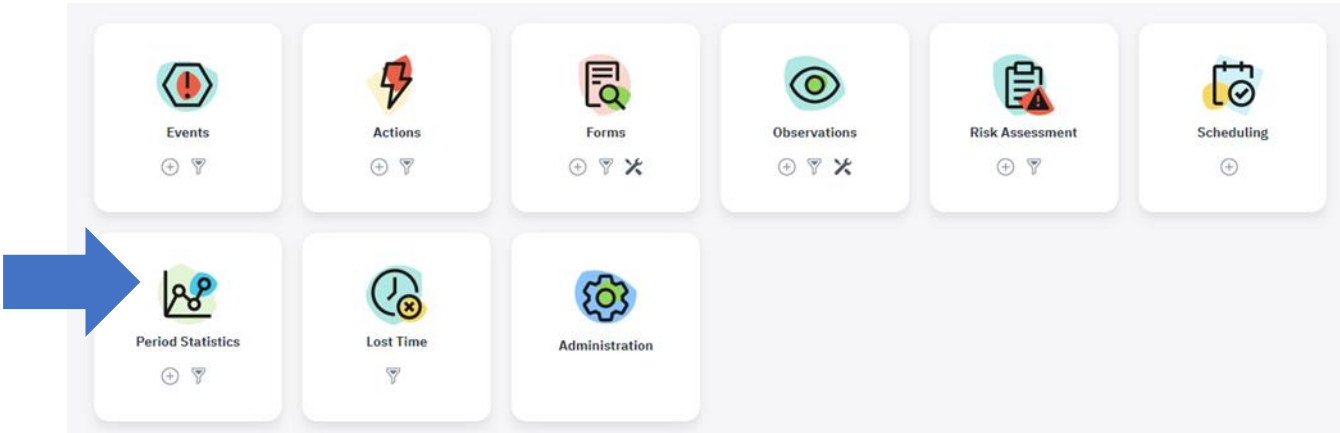 Events
Actions
Forms
Observations
Risk Assessment
Scheduling
Period Statistics
Lost Time
Administration